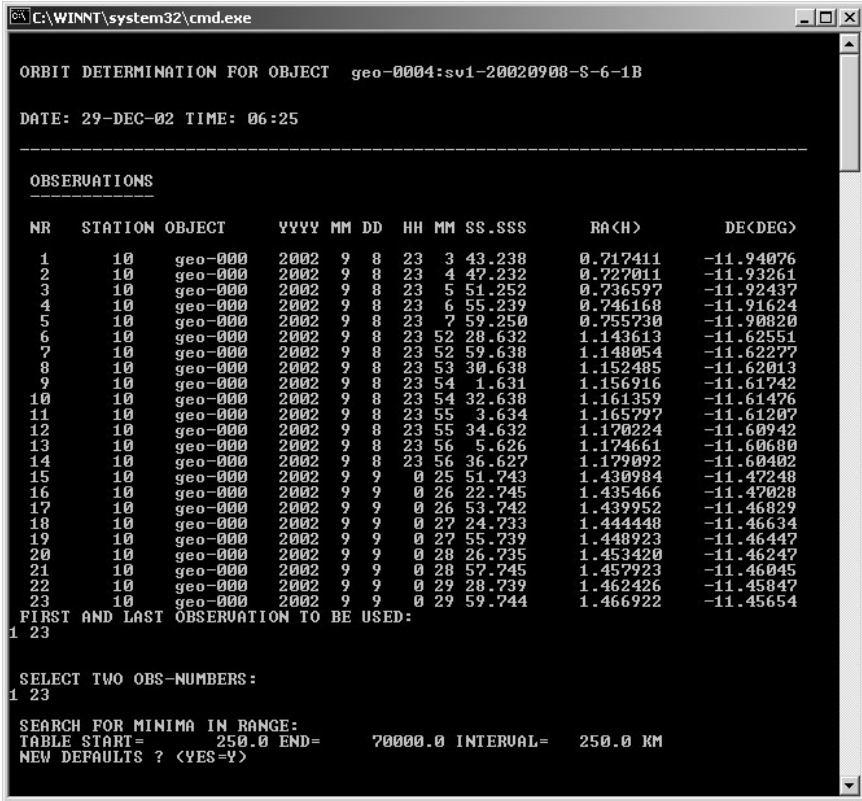 C:\WINNT\system32\cmd.exe
ORBIT DETERMINATION FOR OBJECT geo-0004:sv1-20020908-S-6-1B
DATE: 29-DEC-02 TIME: 06:25
OBSERVATIONS
NR STATION OBJECT YYYY MM DD HH MM SS.SSS RA(H) DE(DEG)
1 10 geo-000 2002 9 8 23 3 43.238 0.717411 -11.94076
2 10 geo-000 2002 9 8 23 4 47.232 0.727011 -11.93261
3 10 geo-000 2002 9 8 23 5 51.252 0.736597 -11.92437
4 10 geo-000 2002 9 8 23 6 55.239 0.746168 -11.91624
5 10 geo-000 2002 9 8 23 7 59.250 0.755730 -11.90820
6 10 geo-000 2002 9 8 23 52 28.632 1.143613 -11.62551
7 10 geo-000 2002 9 8 23 52 59.638 1.148054 -11.62277
8 10 geo-000 2002 9 8 23 53 30.638 1.152485 -11.62013
9 10 geo-000 2002 9 8 23 54 1.631 1.156916 -11.61742
10 10 geo-000 2002 9 8 23 54 32.638 1.161359 -11.61476
11 10 geo-000 2002 9 8 23 55 3.634 1.165797 -11.61207
12 10 geo-000 2002 9 8 23 55 34.632 1.170224 -11.60942
13 10 geo-000 2002 9 8 23 56 5.626 1.174661 -11.60680
14 10 geo-000 2002 9 8 23 56 36.627 1.179092 -11.60402
15 10 geo-000 2002 9 9 0 25 51.743 1.430984 -11.47248
16 10 geo-000 2002 9 9 0 26 22.745 1.435466 -11.47028
17 10 geo-000 2002 9 9 0 26 53.742 1.439952 -11.46829
18 10 geo-000 2002 9 9 0 27 24.733 1.444448 -11.46634
19 10 geo-000 2002 9 9 0 27 55.739 1.448923 -11.46447
20 10 geo-000 2002 9 9 0 28 26.735 1.453420 -11.46247
21 10 geo-000 2002 9 9 0 28 57.745 1.457923 -11.46045
22 10 geo-000 2002 9 9 0 29 28.739 1.462426 -11.45847
23 10 geo-000 2002 9 9 0 29 59.744 1.466922 -11.45654
FIRST AND LAST OBSERVATION TO BE USED:
1 23
SELECT TWO OBS-NUMBERS:
1 23
SEARCH FOR MINIMA IN RANGE:
TABLE START= 250.0 END= 70000.0 INTERVAL= 250.0 KM
NEW DEFAULTS ? (YES=Y)